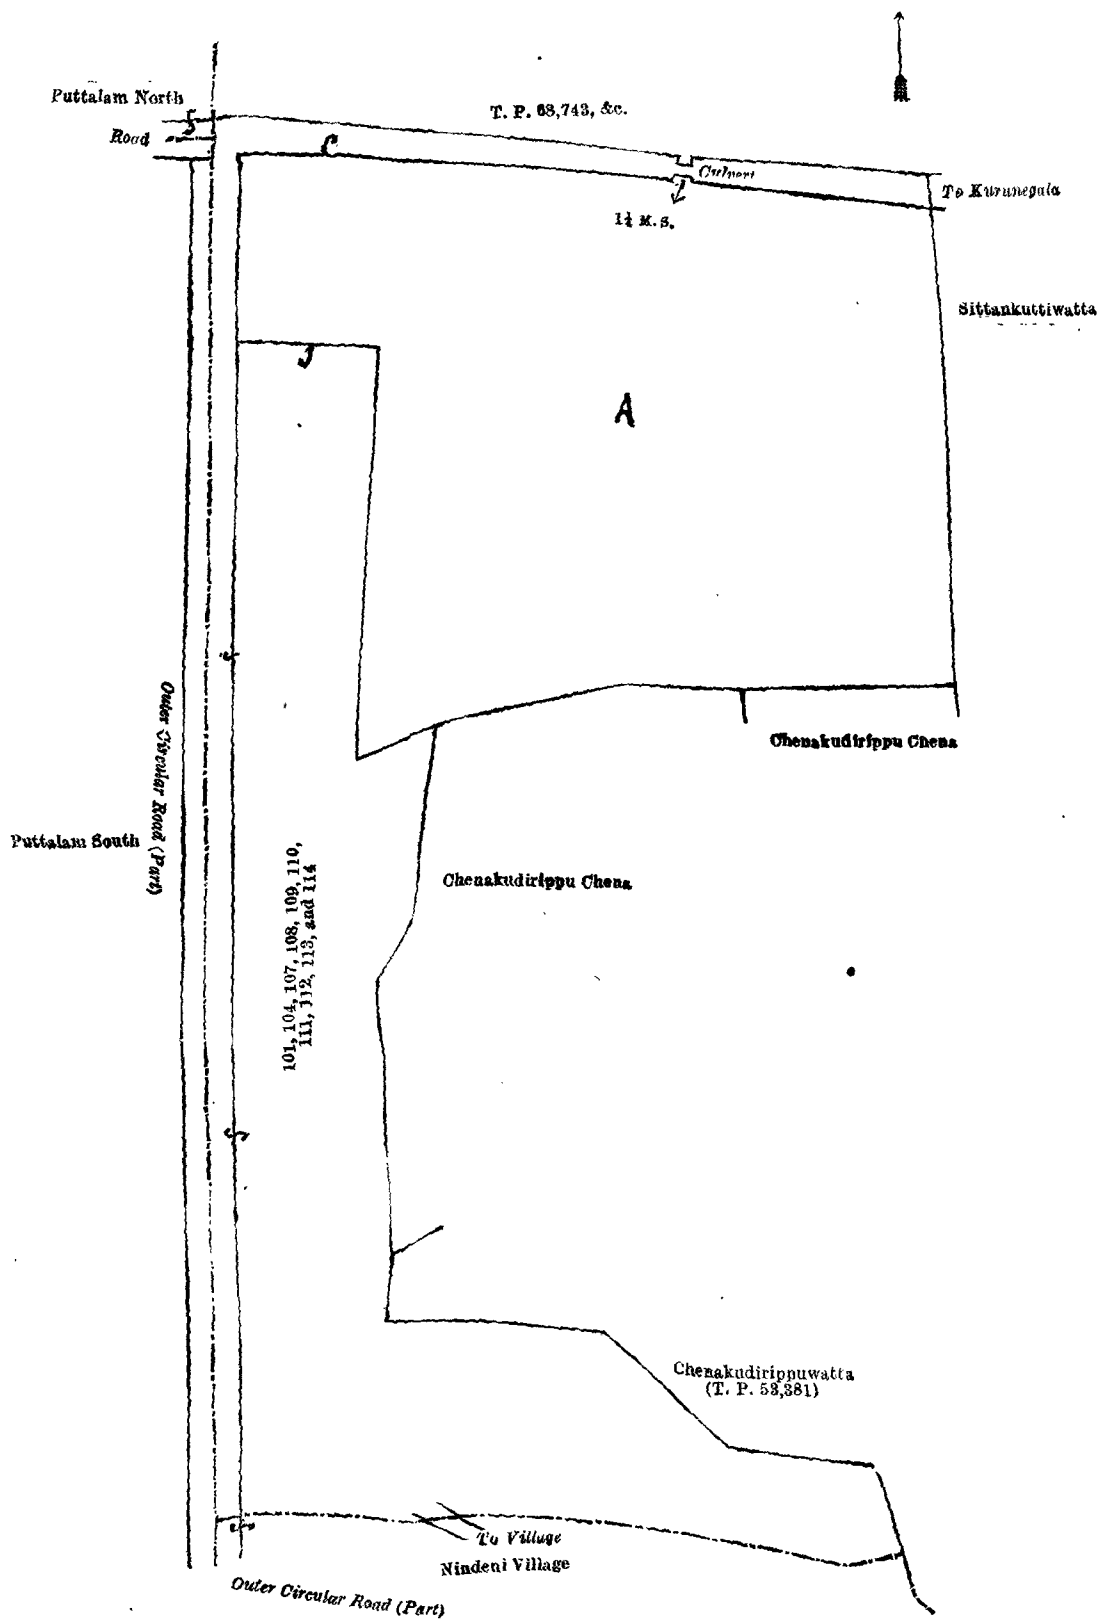 Puttalam North
T. P. 68,743, &c.
Road
Culvert
To Kurunegala
1¼ M.S.
Sittankuttiwatta
A
Outer Circular Road (Part)
Chenakudirippu Chena
Puttalam South
Chenakudirippu Chena
101, 104, 107, 108, 109, 110,
111, 112, 113, and 114
Chenakudirippuwatta
(T. P. 53,381)
To Village
Nindeni Village
Outer Circular Road (Part)